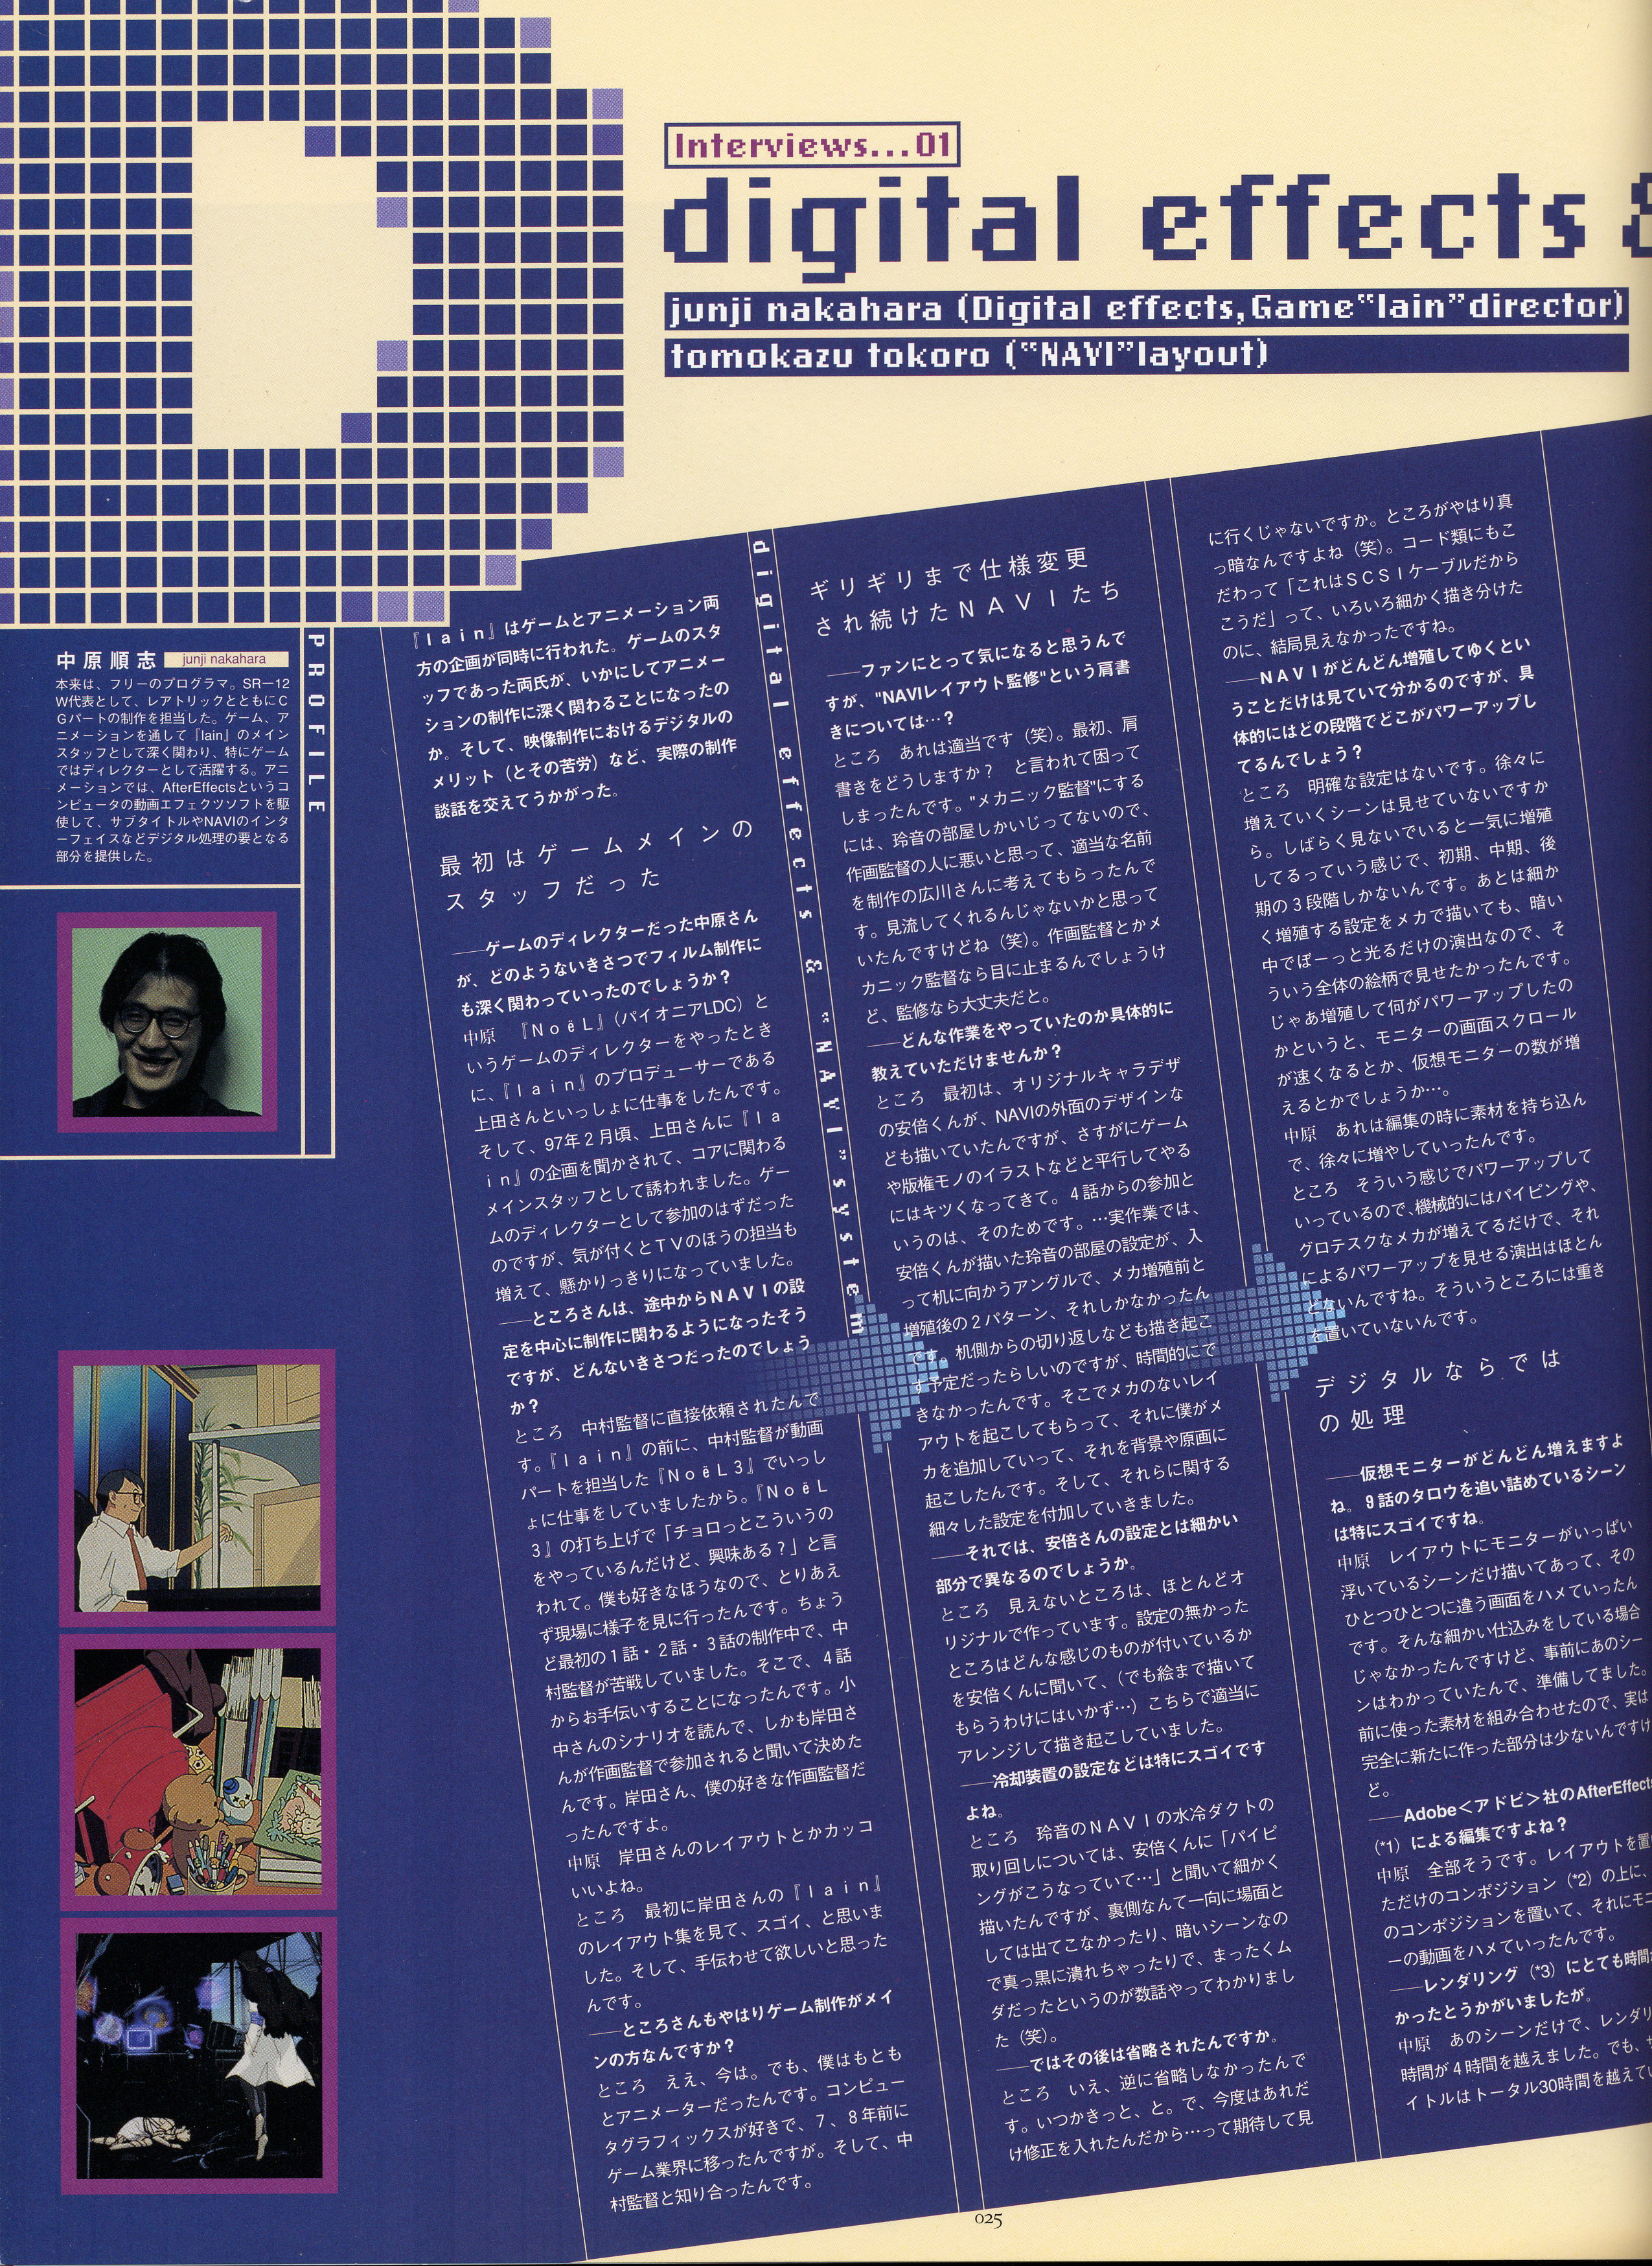 Interviews...01
digital effects &
junji nakahara (Digital effects,Game"lain"director)
tomokazu tokoro ("NAVI"layout)
PROFILE
中原順志 junji nakahara
本来は、フリーのプログラマ。SR－12
W代表として、レアトリックとともにＣ
Ｇパートの制作を担当した。ゲーム、ア
ニメーションを通して『lain』のメイン
スタッフとして深く関わり、特にゲーム
ではディレクターとして活躍する。アニ
メーションでは、AfterEffectsというコ
ンピュータの動画エフェクツソフトを駆
使して、サブタイトルやNAVIのインタ
ーフェイスなどデジタル処理の要となる
部分を提供した。
digital effects & "NAVI" system
『ｌａｉｎ』はゲームとアニメーション両
方の企画が同時に行われた。ゲームのスタ
ッフであった両氏が、いかにしてアニメー
ションの制作に深く関わることになったの
か。そして、映像制作におけるデジタルの
メリット（とその苦労）など、実際の制作
談話を交えてうかがった。
最初はゲームメインの
スタッフだった
――ゲームのディレクターだった中原さん
が、どのようないきさつでフィルム制作に
も深く関わっていったのでしょうか？
中原　『ＮｏëＬ』（パイオニアLDC）と
いうゲームのディレクターをやったとき
に、『ｌａｉｎ』のプロデューサーである
上田さんといっしょに仕事をしたんです。
そして、97年２月頃、上田さんに『ｌａ
ｉｎ』の企画を聞かされて、コアに関わる
メインスタッフとして誘われました。ゲー
ムのディレクターとして参加のはずだった
のですが、気が付くとＴＶのほうの担当も
増えて、懸かりっきりになっていました。
――ところさんは、途中からＮＡＶＩの設
定を中心に制作に関わるようになったそう
ですが、どんないきさつだったのでしょう
か？
ところ　中村監督に直接依頼されたんで
す。『ｌａｉｎ』の前に、中村監督が動画
パートを担当した『ＮｏëＬ３』でいっし
ょに仕事をしていましたから。『ＮｏëＬ
３』の打ち上げで「チョロっとこういうの
をやっているんだけど、興味ある？」と言
われて。僕も好きなほうなので、とりあえ
ず現場に様子を見に行ったんです。ちょう
ど最初の１話・２話・３話の制作中で、中
村監督が苦戦していました。そこで、４話
からお手伝いすることになったんです。小
中さんのシナリオを読んで、しかも岸田さ
んが作画監督で参加されると聞いて決めた
んです。岸田さん、僕の好きな作画監督だ
ったんですよ。
中原　岸田さんのレイアウトとかカッコ
いいよね。
ところ　最初に岸田さんの『ｌａｉｎ』
のレイアウト集を見て、スゴイ、と思いま
した。そして、手伝わせて欲しいと思った
んです。
――ところさんもやはりゲーム制作がメイ
ンの方なんですか？
ところ　ええ、今は。でも、僕はもとも
とアニメーターだったんです。コンピュー
タグラフィックスが好きで、７、８年前に
ゲーム業界に移ったんですが。そして、中
村監督と知り合ったんです。
ギリギリまで仕様変更
され続けたＮＡＶＩたち
――ファンにとって気になると思うんで
すが、"NAVIレイアウト監修"という肩書
きについては…？
ところ　あれは適当です（笑）。最初、肩
書きをどうしますか？　と言われて困って
しまったんです。"メカニック監督"にする
には、玲音の部屋しかいじってないので、
作画監督の人に悪いと思って、適当な名前
を制作の広川さんに考えてもらったんで
す。見流してくれるんじゃないかと思って
いたんですけどね（笑）。作画監督とかメ
カニック監督なら目に止まるんでしょうけ
ど、監修なら大丈夫だと。
――どんな作業をやっていたのか具体的に
教えていただけませんか？
ところ　最初は、オリジナルキャラデザ
の安倍くんが、NAVIの外面のデザインな
ども描いていたんですが、さすがにゲーム
や版権モノのイラストなどと平行してやる
にはキツくなってきて。４話からの参加と
いうのは、そのためです。…実作業では、
安倍くんが描いた玲音の部屋の設定が、入
って机に向かうアングルで、メカ増殖前と
増殖後の２パターン、それしかなかったん
です。机側からの切り返しなども描き起こ
す予定だったらしいのですが、時間的にで
きなかったんです。そこでメカのないレイ
アウトを起こしてもらって、それに僕がメ
カを追加していって、それを背景や原画に
起こしたんです。そして、それらに関する
細々した設定を付加していきました。
――それでは、安倍さんの設定とは細かい
部分で異なるのでしょうか。
ところ　見えないところは、ほとんどオ
リジナルで作っています。設定の無かった
ところはどんな感じのものが付いているか
を安倍くんに聞いて、（でも絵まで描いて
もらうわけにはいかず…）こちらで適当に
アレンジして描き起こしていました。
――冷却装置の設定などは特にスゴイです
よね。
ところ　玲音のＮＡＶＩの水冷ダクトの
取り回しについては、安倍くんに「パイピ
ングがこうなっていて…」と聞いて細かく
描いたんですが、裏側なんて一向に場面と
しては出てこなかったり、暗いシーンなの
で真っ黒に潰れちゃったりで、まったくム
ダだったというのが数話やってわかりまし
た（笑）。
――ではその後は省略されたんですか。
ところ　いえ、逆に省略しなかったんで
す。いつかきっと、と。で、今度はあれだ
け修正を入れたんだから…って期待して見
に行くじゃないですか。ところがやはり真
っ暗なんですよね（笑）。コード類にもこ
だわって「これはＳＣＳＩケーブルだから
こうだ」って、いろいろ細かく描き分けた
のに、結局見えなかったですね。
――ＮＡＶＩがどんどん増殖してゆくとい
うことだけは見ていて分かるのですが、具
体的にはどの段階でどこがパワーアップし
てるんでしょう？
ところ　明確な設定はないです。徐々に
増えていくシーンは見せていないですか
ら。しばらく見ないでいると一気に増殖
してるっていう感じで、初期、中期、後
期の３段階しかないんです。あとは細か
く増殖する設定をメカで描いても、暗い
中でぼーっと光るだけの演出なので、そ
ういう全体の絵柄で見せたかったんです。
じゃあ増殖して何がパワーアップしたの
かというと、モニターの画面スクロール
が速くなるとか、仮想モニターの数が増
えるとかでしょうか…。
中原　あれは編集の時に素材を持ち込ん
で、徐々に増やしていったんです。
ところ　そういう感じでパワーアップして
いっているので、機械的にはパイピングや、
グロテスクなメカが増えてるだけで、それ
によるパワーアップを見せる演出はほとん
どないんですね。そういうところには重き
を置いていないんです。
デジタルならでは
の処理
――仮想モニターがどんどん増えますよ
ね。９話のタロウを追い詰めているシーン
は特にスゴイですね。
中原　レイアウトにモニターがいっぱい
浮いているシーンだけ描いてあって、その
ひとつひとつに違う画面をハメていったん
です。そんな細かい仕込みをしている場合
じゃなかったんですけど、事前にあのシー
ンはわかっていたんで、準備してました。
前に使った素材を組み合わせたので、実は
完全に新たに作った部分は少ないんですけ
ど。
――Adobe＜アドビ＞社のAfterEffects
（*1）による編集ですよね？
中原　全部そうです。レイアウトを置い
ただけのコンポジション（*2）の上に、
のコンポジションを置いて、それにモニ
ーの動画をハメていったんです。
――レンダリング（*3）にとても時間が
かったとうかがいましたが。
中原　あのシーンだけで、レンダリ
時間が４時間を越えました。でも、
イトルはトータル30時間を越えてい
025